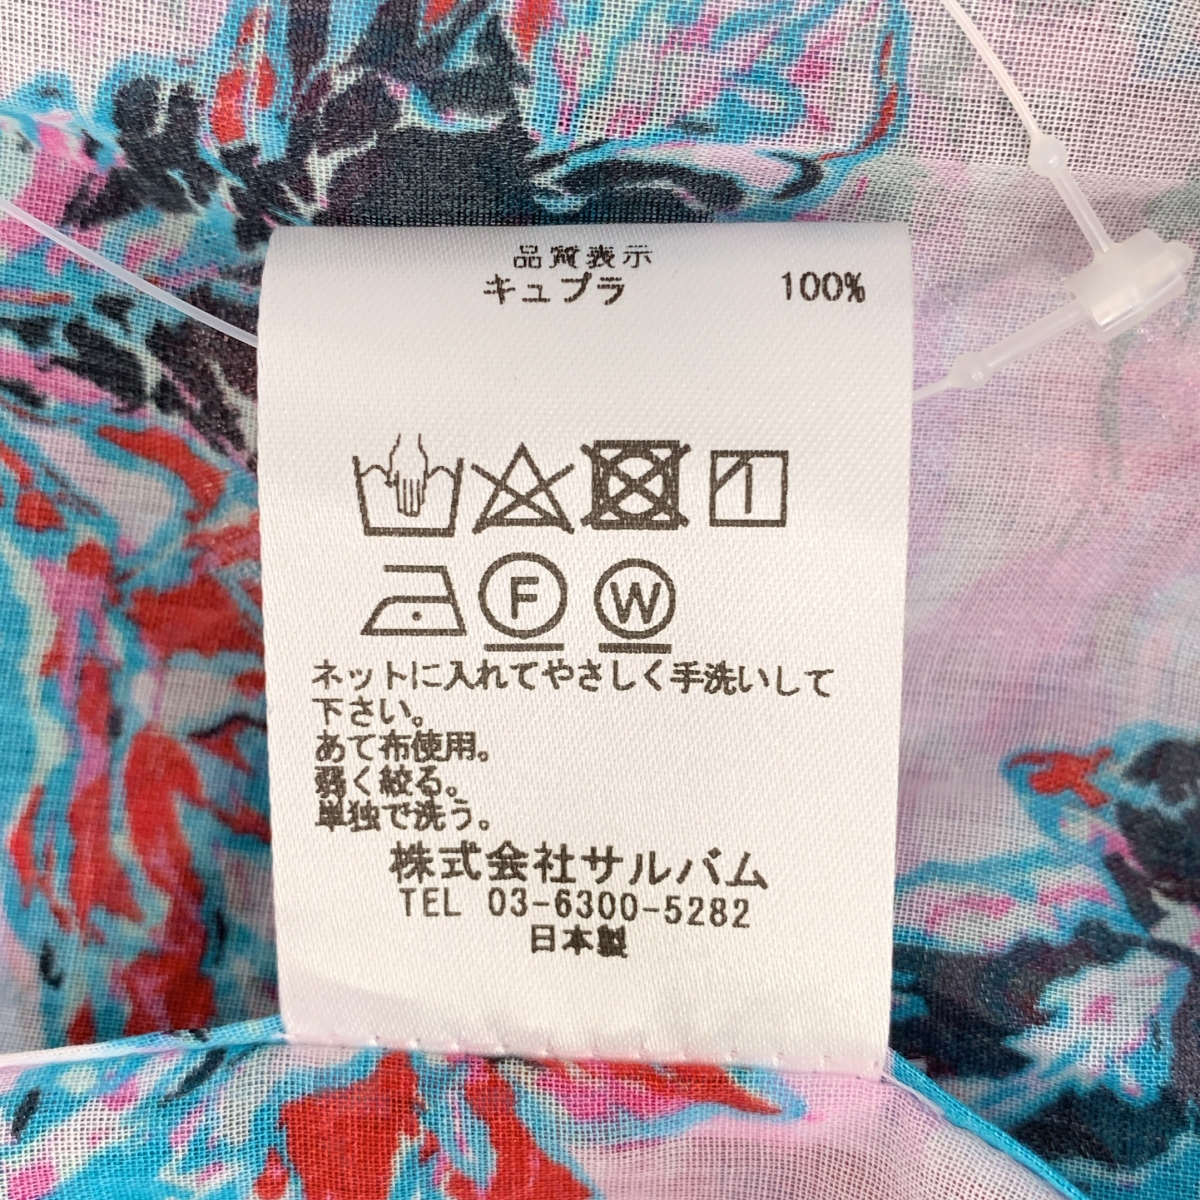 品質表示
キュプラ 100%
F W
ネットに入れてやさしく手洗いして
下さい。
あて布使用。
弱く絞る。
単独で洗う。
株式会社サルバム
TEL 03-6300-5282
日本製